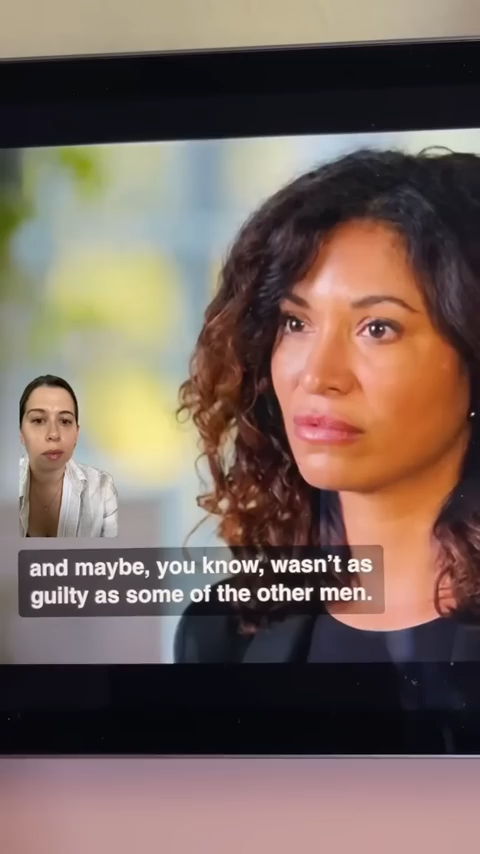 and maybe, you know, wasn't as
guilty as some of the other men.